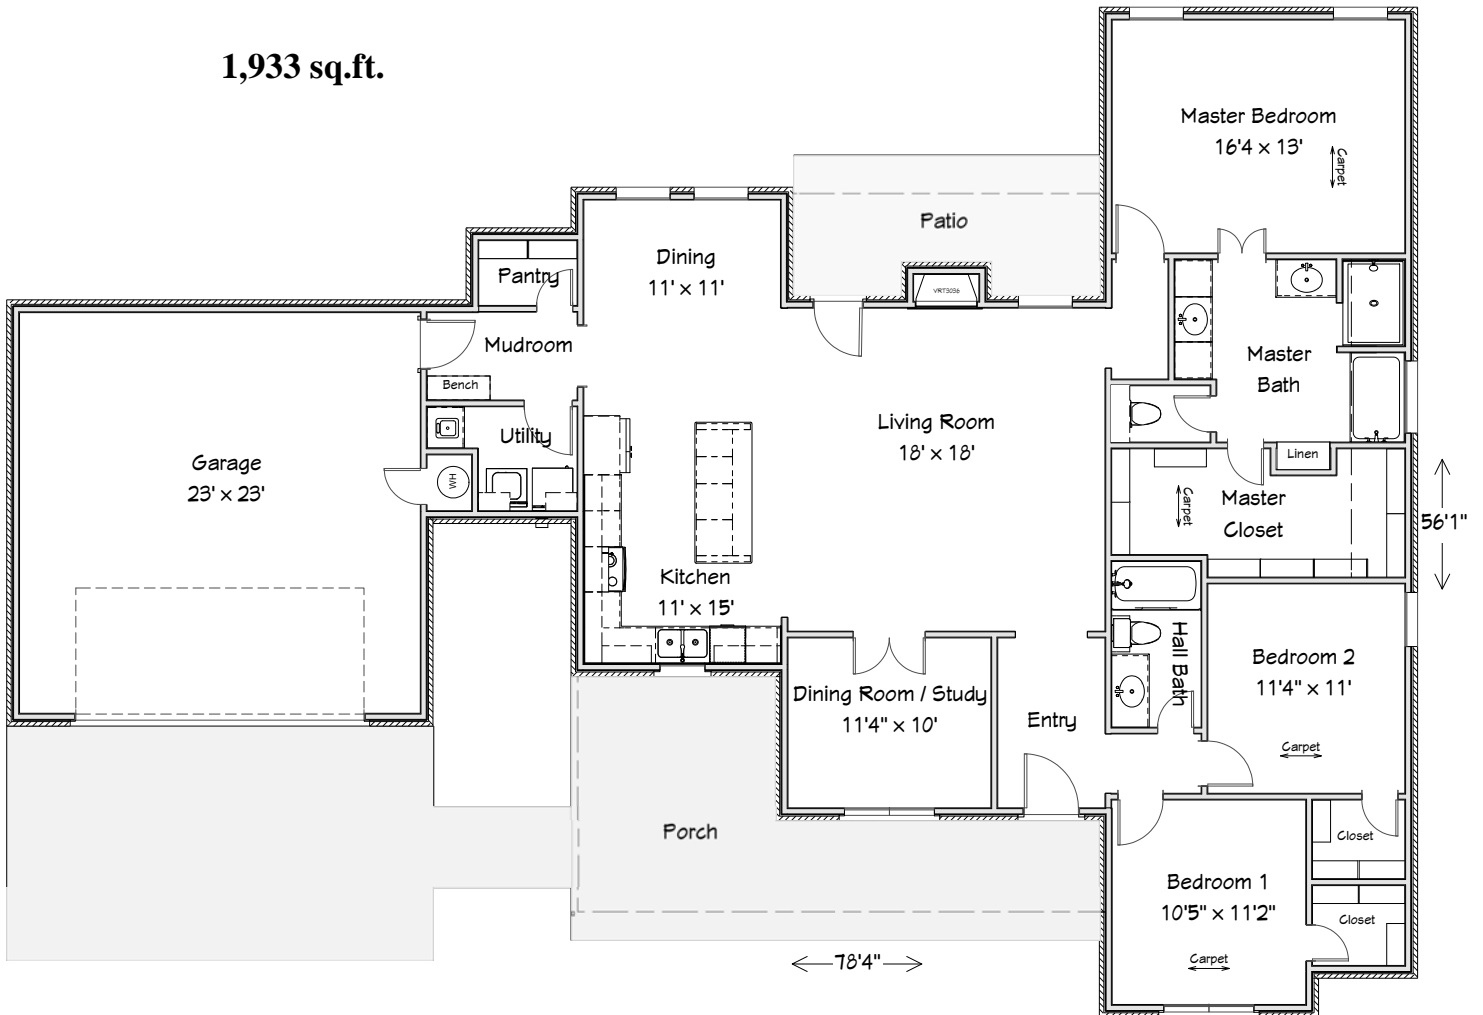 1,933 sq.ft.
Master Bedroom
16'4 x 13'
Carpet
Patio
Dining
11' x 11'
Pantry
VRT3036
Mudroom
Bench
Master
Bath
Living Room
18' x 18'
Utility
Garage
23' x 23'
WH
Linen
Master
Closet
Carpet
56'1"
Kitchen
11' x 15'
Hall Bath
Bedroom 2
11'4" x 11'
Carpet
Dining Room / Study
11'4" x 10'
Entry
Porch
Closet
Bedroom 1
10'5" x 11'2"
Carpet
Closet
78'4"